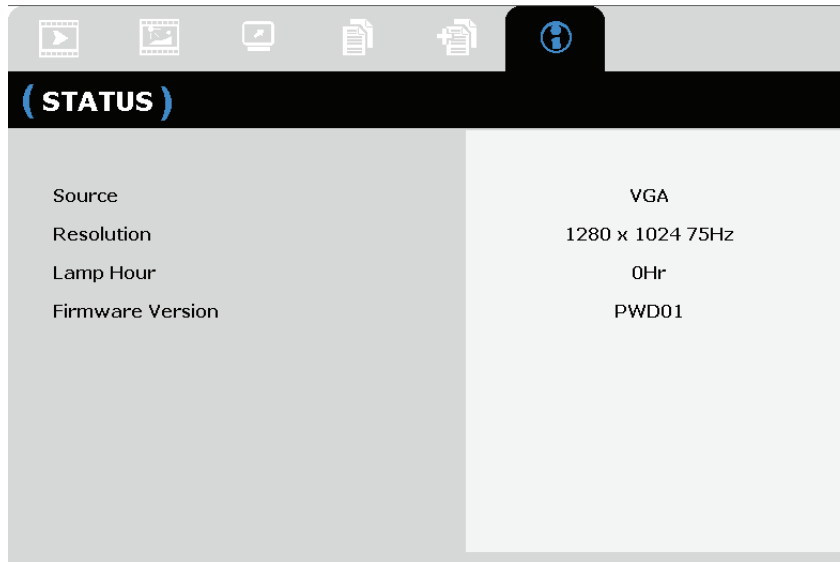 ( STATUS )
Source VGA
Resolution 1280 x 1024 75Hz
Lamp Hour 0Hr
Firmware Version PWD01